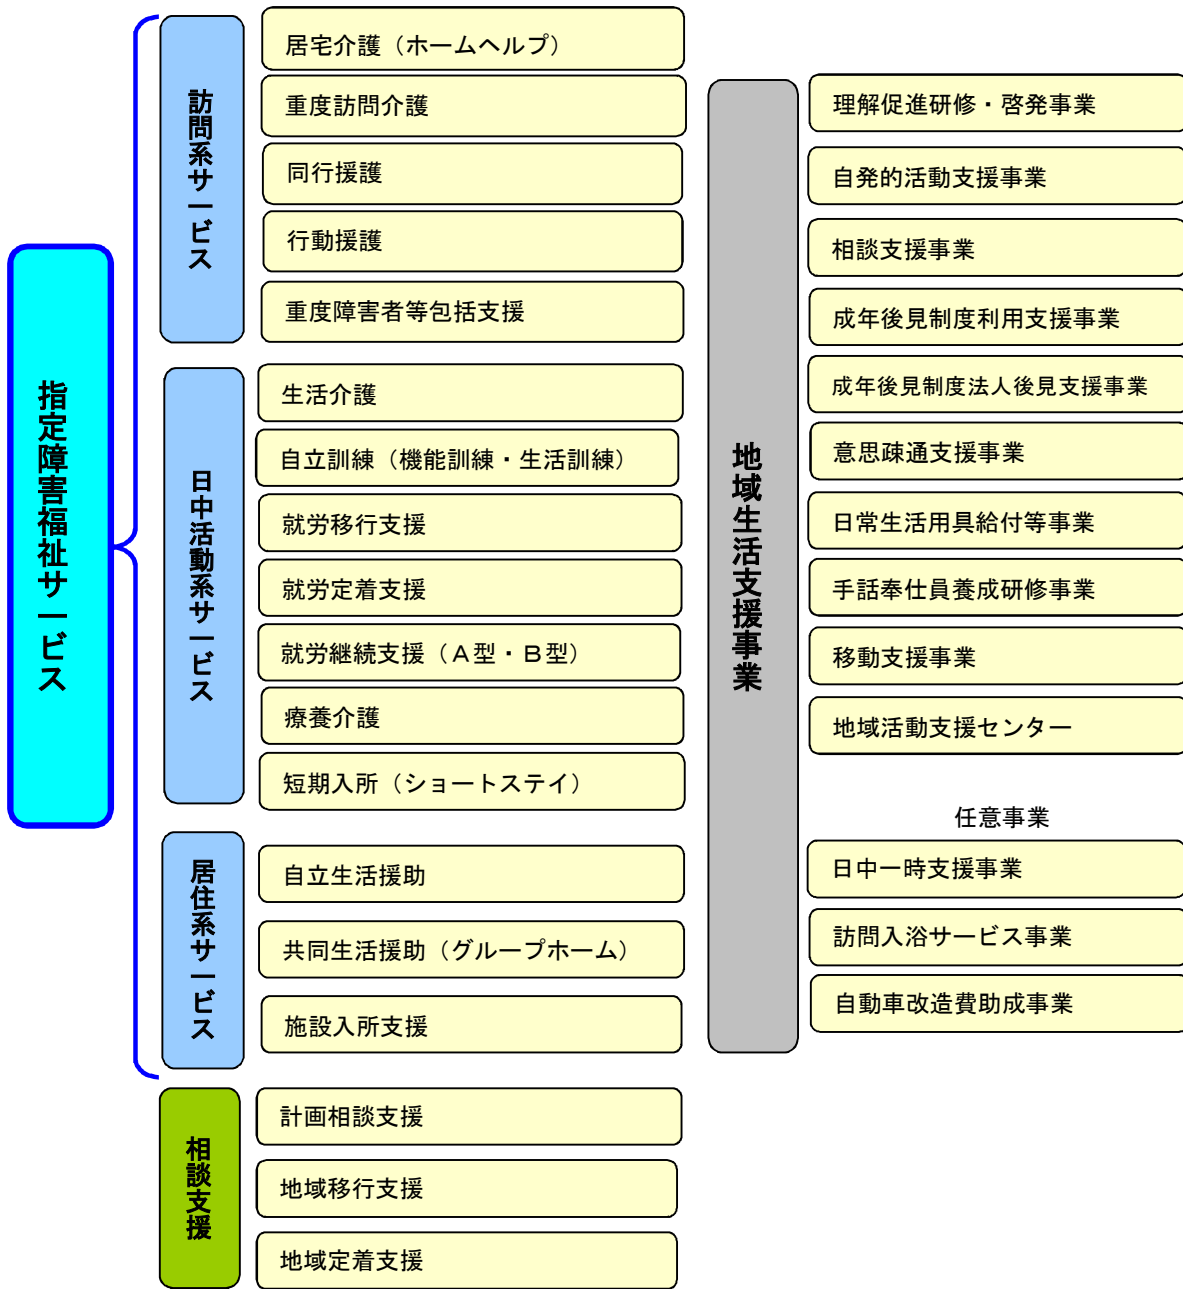 指定障害福祉サービス
訪問系サービス
居宅介護（ホームヘルプ）
重度訪問介護
同行援護
行動援護
重度障害者等包括支援
日中活動系サービス
生活介護
自立訓練（機能訓練・生活訓練）
就労移行支援
就労定着支援
就労継続支援（Ａ型・Ｂ型）
療養介護
短期入所（ショートステイ）
居住系サービス
自立生活援助
共同生活援助（グループホーム）
施設入所支援
相談支援
計画相談支援
地域移行支援
地域定着支援
地域生活支援事業
理解促進研修・啓発事業
自発的活動支援事業
相談支援事業
成年後見制度利用支援事業
成年後見制度法人後見支援事業
意思疎通支援事業
日常生活用具給付等事業
手話奉仕員養成研修事業
移動支援事業
地域活動支援センター
任意事業
日中一時支援事業
訪問入浴サービス事業
自動車改造費助成事業